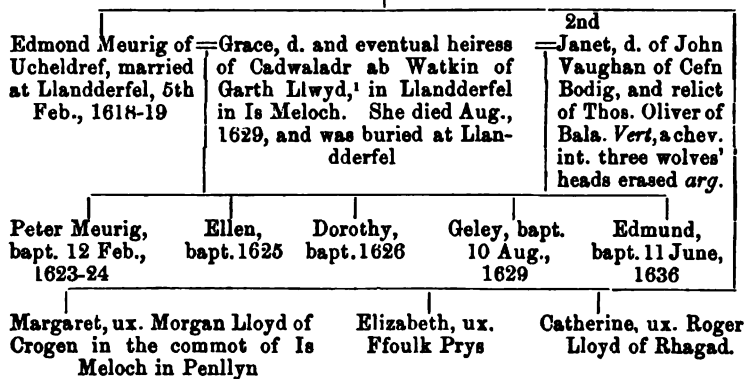 2nd
Edmond Meurig of
Ucheldref, married
at Llandderfel, 5th
Feb., 1618-19
=Grace, d. and eventual heiress
of Cadwaladr ab Watkin of
Garth Llwyd,¹ in Llandderfel
in Is Meloch. She died Aug.,
1629, and was buried at Llan-
dderfel
=Janet, d. of John
Vaughan of Cefn
Bodig, and relict
of Thos. Oliver of
Bala. Vert, a chev.
int. three wolves'
heads erased arg.
Peter Meurig,
bapt. 12 Feb.,
1623-24
Ellen,
bapt. 1625
Dorothy,
bapt. 1626
Geley, bapt.
10 Aug.,
1629
Edmund,
bapt. 11 June,
1636
Margaret, ux. Morgan Lloyd of
Crogen in the commot of Is
Meloch in Penllyn
Elizabeth, ux.
Ffoulk Prys
Catherine, ux. Roger
Lloyd of Rhagad.